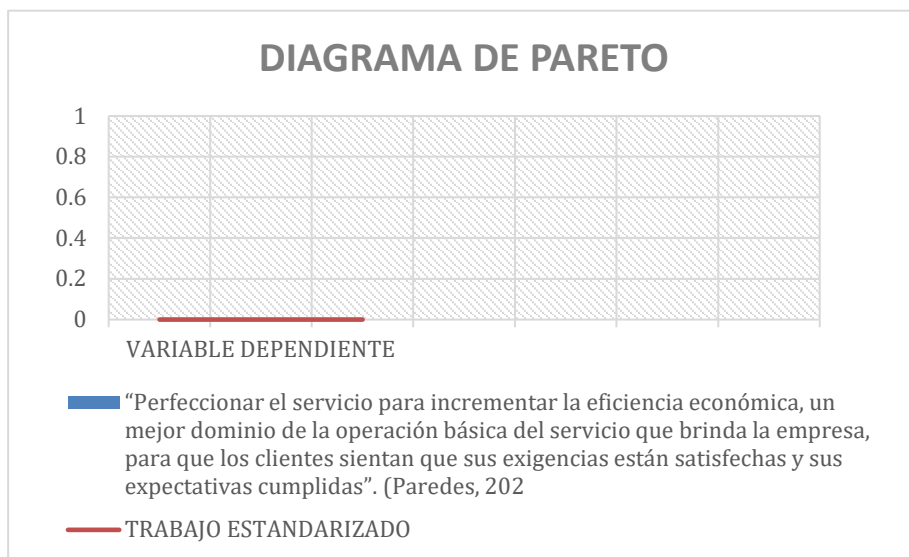 DIAGRAMA DE PARETO
1
0.8
0.6
0.4
0.2
0
VARIABLE DEPENDIENTE
“Perfeccionar el servicio para incrementar la eficiencia económica, un
mejor dominio de la operación básica del servicio que brinda la empresa,
para que los clientes sientan que sus exigencias están satisfechas y sus
expectativas cumplidas”. (Paredes, 202
TRABAJO ESTANDARIZADO